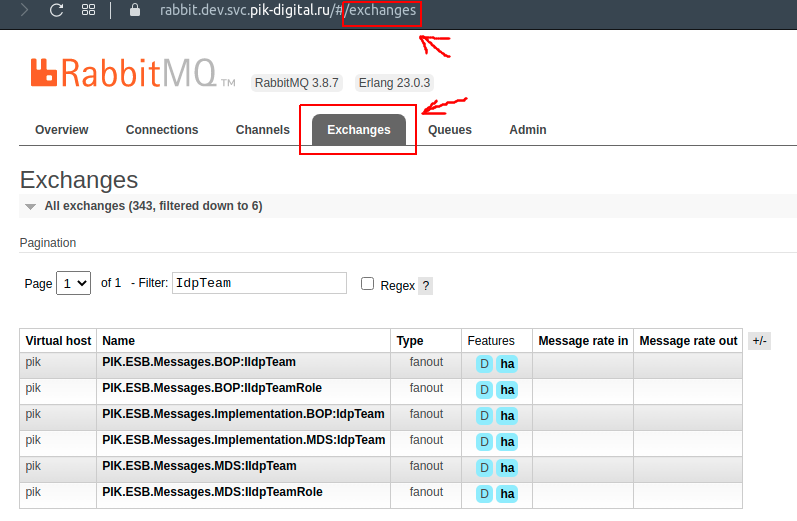 rabbit.dev.svc.pik-digital.ru/#/exchanges
RabbitMQ TM RabbitMQ 3.8.7 Erlang 23.0.3
Overview Connections Channels Exchanges Queues Admin
Exchanges
All exchanges (343, filtered down to 6)
Pagination
Page 1 of 1 - Filter: IdpTeam Regex ?
Virtual host Name Type Features Message rate in Message rate out +/-
pik PIK.ESB.Messages.BOP:IIdpTeam fanout D ha
pik PIK.ESB.Messages.BOP:IIdpTeamRole fanout D ha
pik PIK.ESB.Messages.Implementation.BOP:IdpTeam fanout D ha
pik PIK.ESB.Messages.Implementation.MDS:IdpTeam fanout D ha
pik PIK.ESB.Messages.MDS:IIdpTeam fanout D ha
pik PIK.ESB.Messages.MDS:IIdpTeamRole fanout D ha